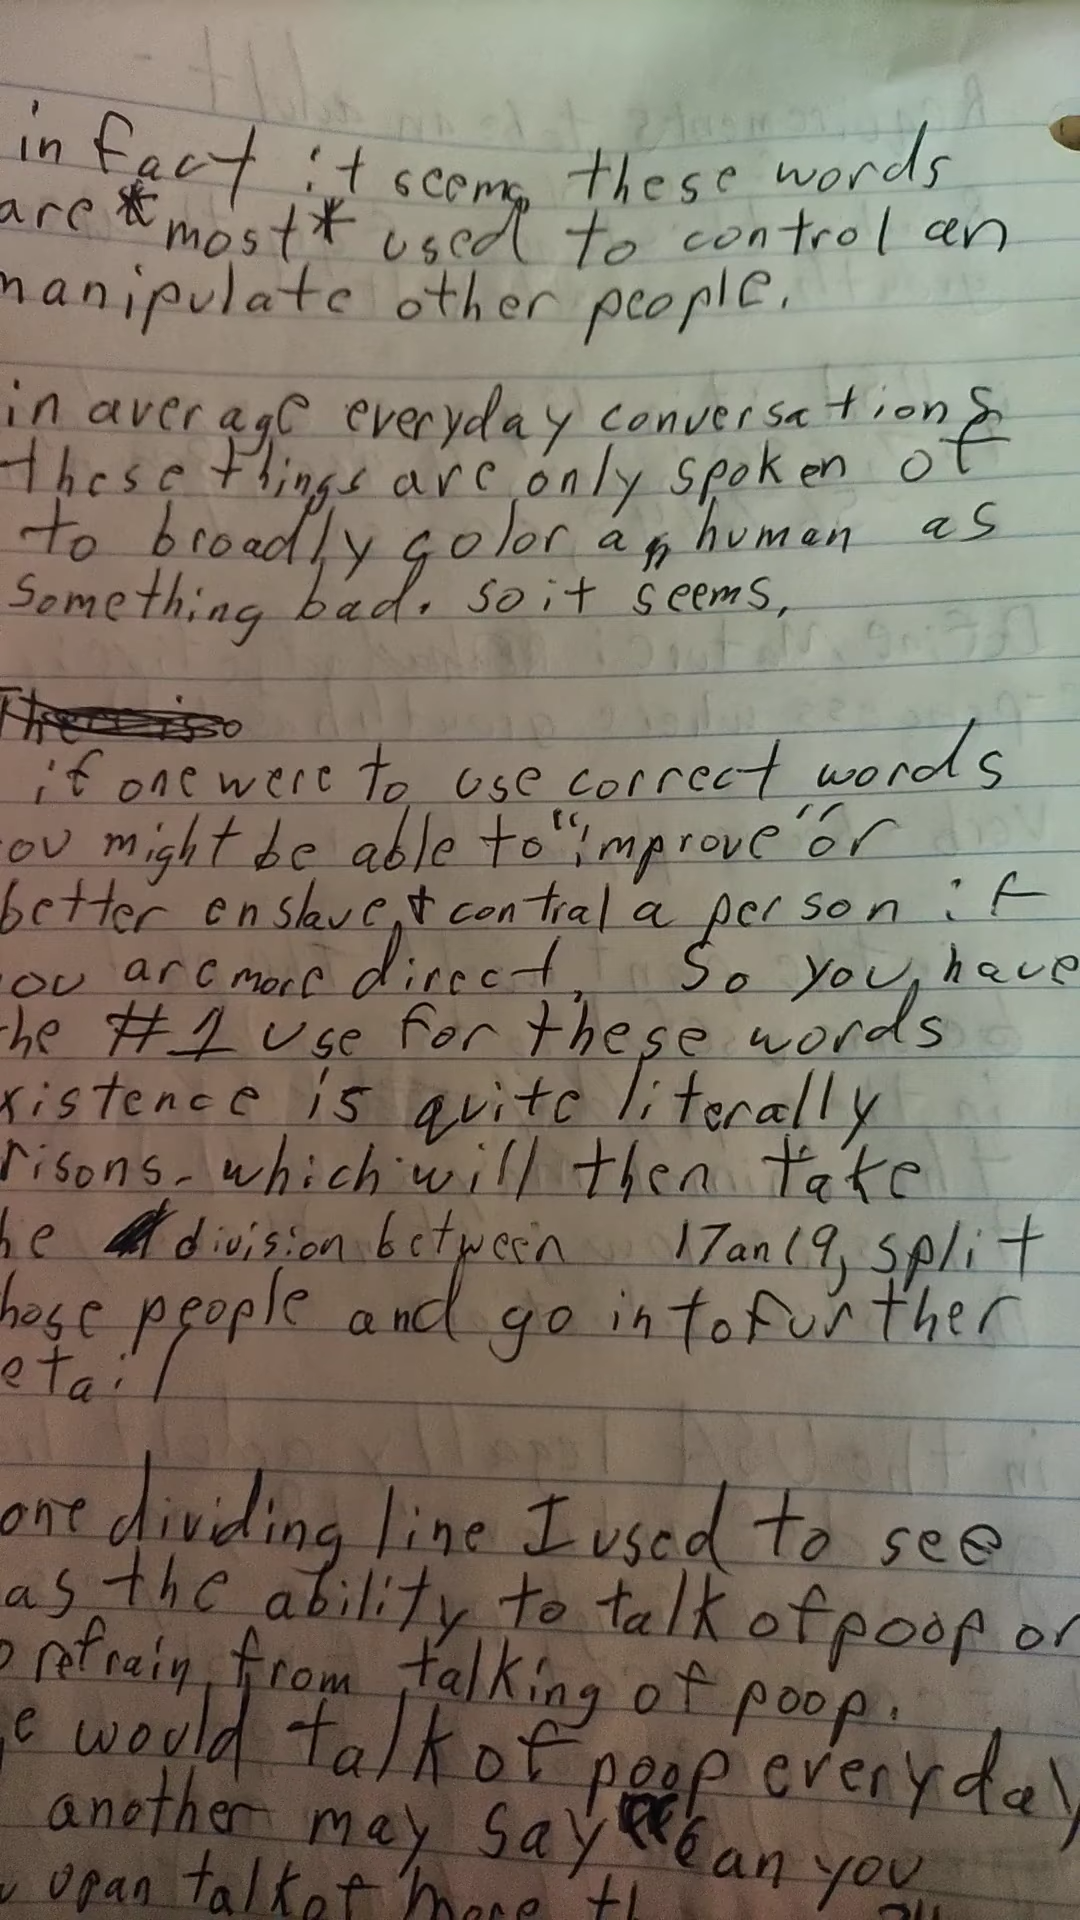 in fact it seems these words
are *most* used to control an
manipulate other people.
in average everyday conversations
these things are only spoken of
to broadly color an human as
something bad. so it seems,
if one were to use correct words
ou might be able to "improve" or
better enslave & control a person if
ou are more direct, So you have
he #1 use for these words
xistence is quite literally
risons. which will then take
he division between 17an19, split
hose people and go into further
etail
one dividing line I used to see
as the ability to talk of poop or
o refrain from talking of poop.
e would talk of poop everyday
another may say "can you
talk of more